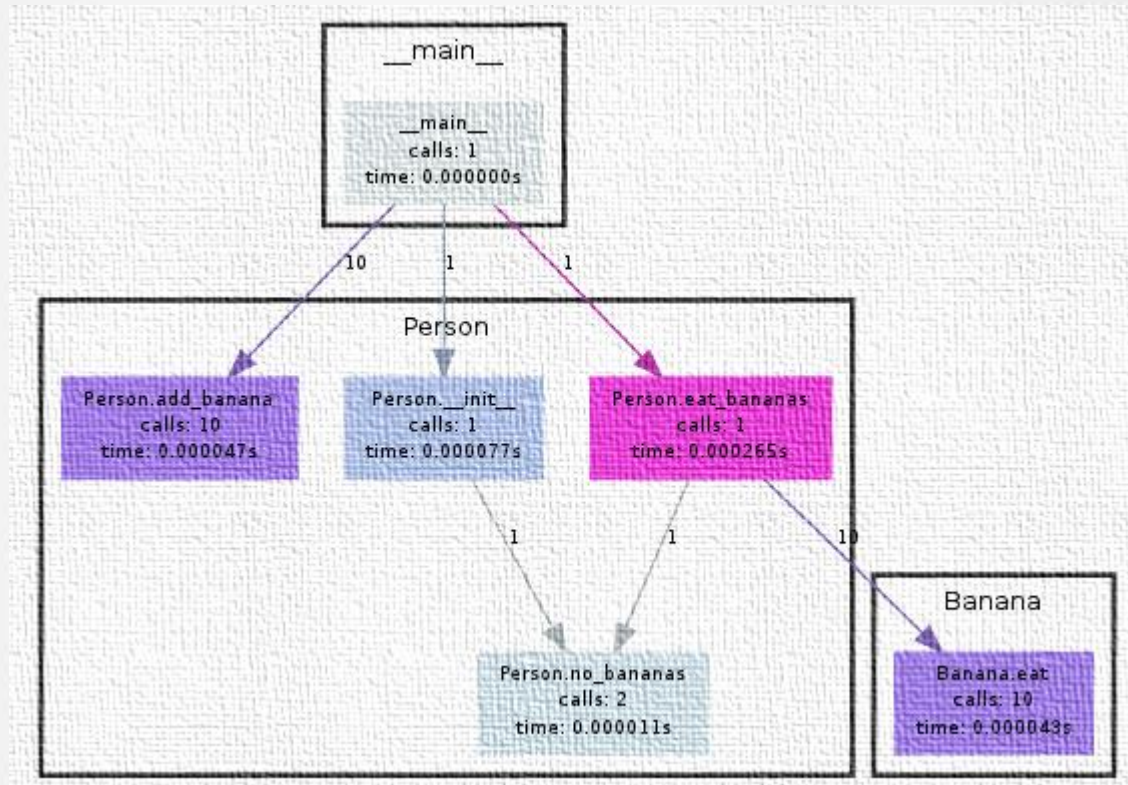 __main__
__main__
calls: 1
time: 0.000000s
10
1
1
Person
Person.add_banana
calls: 10
time: 0.000047s
Person.__init__
calls: 1
time: 0.000077s
Person.eat_bananas
calls: 1
time: 0.000265s
1
1
10
Banana
Person.no_bananas
calls: 2
time: 0.000011s
Banana.eat
calls: 10
time: 0.000043s